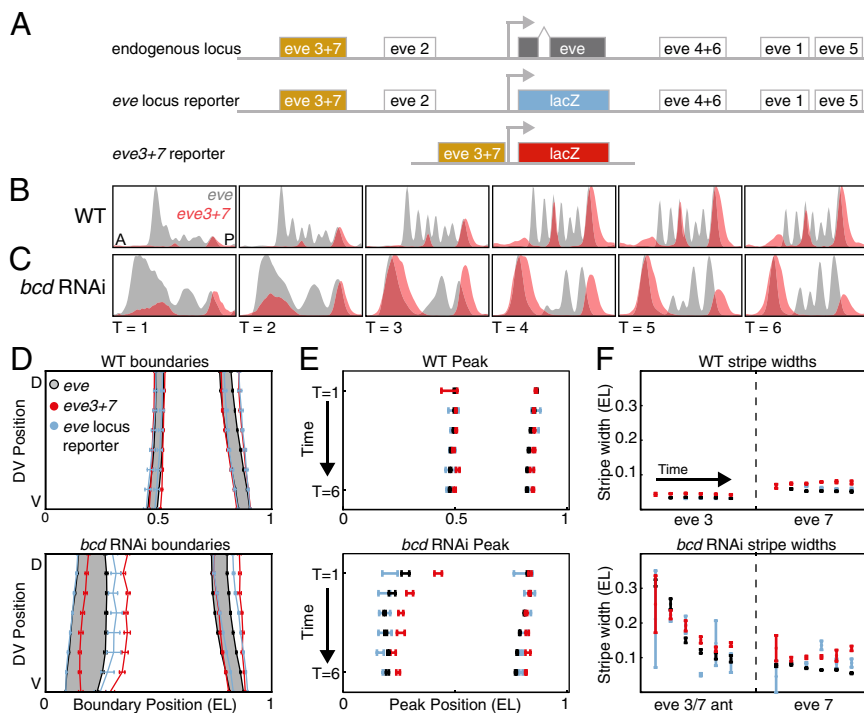 A
endogenous locus
eve 3+7
eve 2
eve
eve 4+6
eve 1
eve 5
eve locus reporter
eve 3+7
eve 2
lacZ
eve 4+6
eve 1
eve 5
eve3+7 reporter
eve 3+7
lacZ
B
WT
eve
eve3+7
A
P
C
bcd RNAi
T = 1
T = 2
T = 3
T = 4
T = 5
T = 6
D
WT boundaries
D
eve
eve3+7
eve locus
reporter
DV Position
V
0.5
1
bcd RNAi boundaries
D
DV Position
V
0
Boundary Position (EL)
1
E
WT Peak
T=1
Time
T=6
0
0.5
1
bcd RNAi Peak
T=1
Time
T=6
0
Peak Position (EL)
1
F
WT stripe widths
Stripe width (EL)
0.3
0.1
Time
eve 3
eve 7
bcd RNAi stripe widths
Stripe width (EL)
0.3
0.1
eve 3/7 ant
eve 7